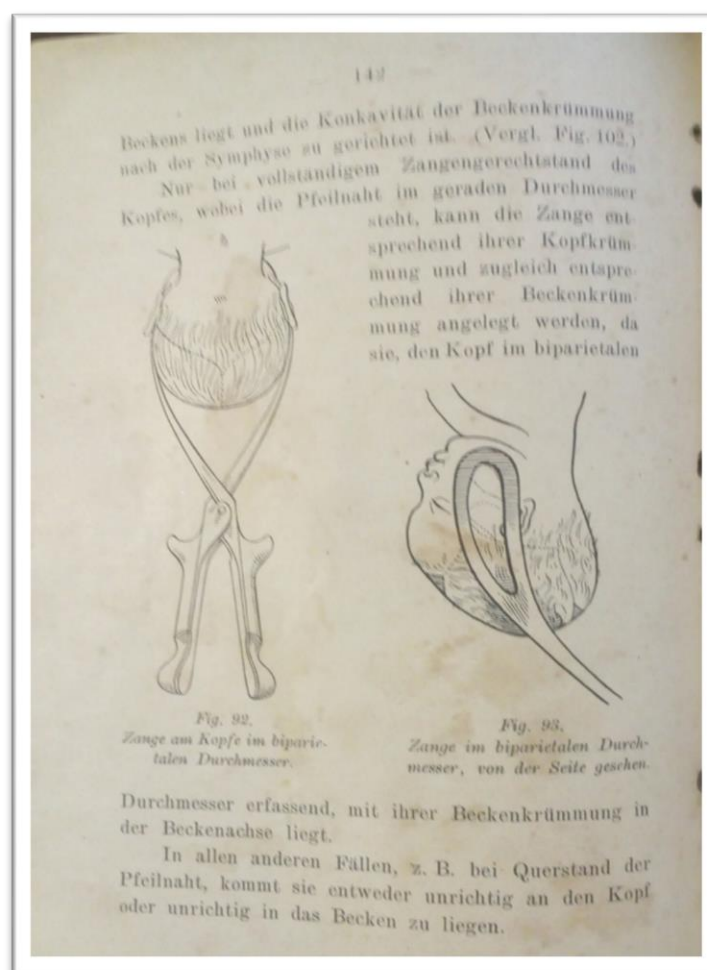 142
Beckens liegt und die Konkavität der Beckenkrümmung
nach der Symphyse zu gerichtet ist. (Vergl. Fig. 102.)
Nur bei vollständigem Zangengerechtstand des
Kopfes, wobei die Pfeilnaht im geraden Durchmesser
steht, kann die Zange ent-
sprechend ihrer Kopfkrüm-
mung und zugleich entspre-
chend ihrer Beckenkrüm-
mung angelegt werden, da
sie, den Kopf im biparietalen
Fig. 92.
Zange am Kopfe im biparie-
talen Durchmesser.
Fig. 93.
Zange im biparietalen Durch-
messer, von der Seite gesehen.
Durchmesser erfassend, mit ihrer Beckenkrümmung in
der Beckenachse liegt.
In allen anderen Fällen, z. B. bei Querstand der
Pfeilnaht, kommt sie entweder unrichtig an den Kopf
oder unrichtig in das Becken zu liegen.